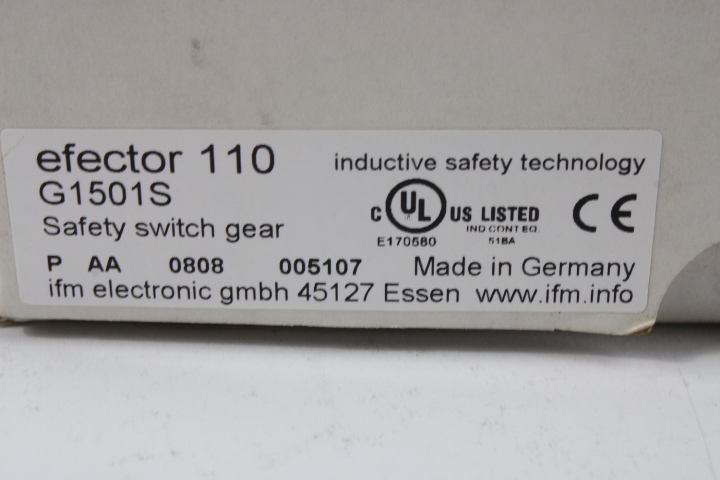 efector 110 inductive safety technology
G1501S
Safety switch gear
C UL US LISTED CE
IND CONT EQ.
E170580 51BA
P AA 0808 005107 Made in Germany
ifm electronic gmbh 45127 Essen www.ifm.info